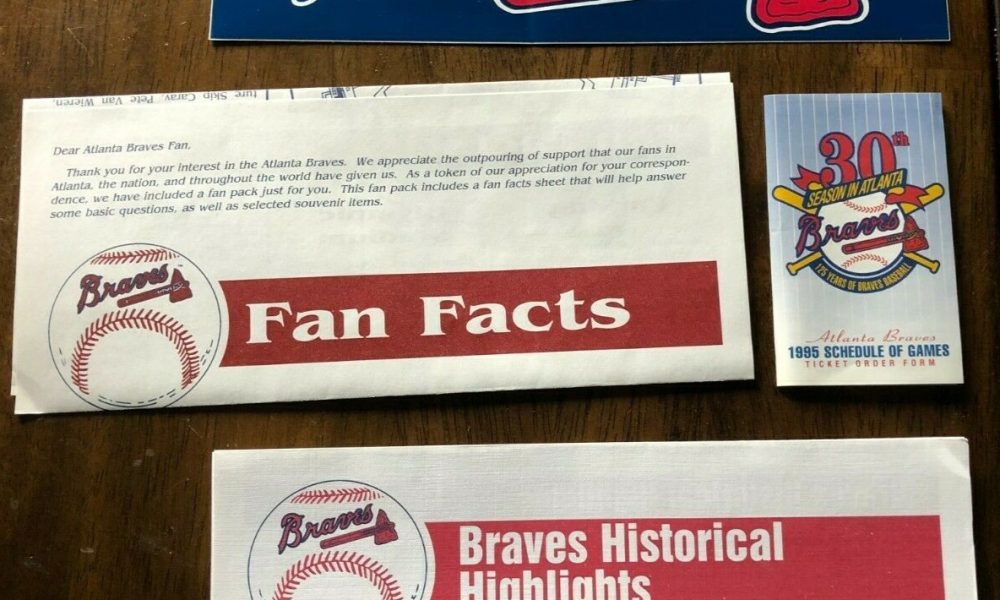 ture Skip Caray, Pete Van Wieren,
Dear Atlanta Braves Fan,
Thank you for your interest in the Atlanta Braves. We appreciate the outpouring of support that our fans in
Atlanta, the nation, and throughout the world have given us. As a token of our appreciation for your correspon-
dence, we have included a fan pack just for you. This fan pack includes a fan facts sheet that will help answer
some basic questions, as well as selected souvenir items.
Braves
Fan Facts
30th
SEASON IN ATLANTA
Braves
125 YEARS OF BRAVES BASEBALL
Atlanta Braves
1995 SCHEDULE OF GAMES
TICKET ORDER FORM
Braves
Braves Historical
Highlights